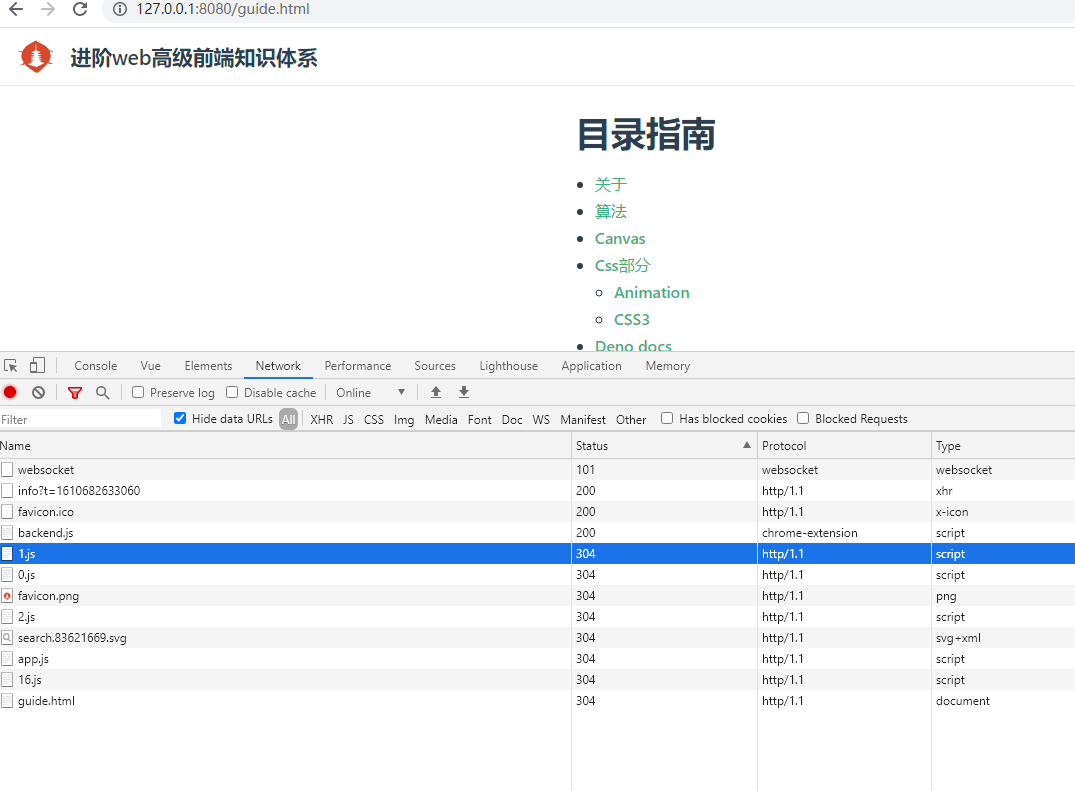 127.0.0.1:8080/guide.html
进阶web高级前端知识体系
目录指南
关于
算法
Canvas
Css部分
Animation
CSS3
Deno docs
Console Vue Elements Network Performance Sources Lighthouse Application Memory
Preserve log Disable cache Online
Filter Hide data URLs All XHR JS CSS Img Media Font Doc WS Manifest Other Has blocked cookies Blocked Requests
Name Status Protocol Type
websocket 101 websocket websocket
info?t=1610682633060 200 http/1.1 xhr
favicon.ico 200 http/1.1 x-icon
backend.js 200 chrome-extension script
1.js 304 http/1.1 script
0.js 304 http/1.1 script
favicon.png 304 http/1.1 png
2.js 304 http/1.1 script
search.83621669.svg 304 http/1.1 svg+xml
app.js 304 http/1.1 script
16.js 304 http/1.1 script
guide.html 304 http/1.1 document